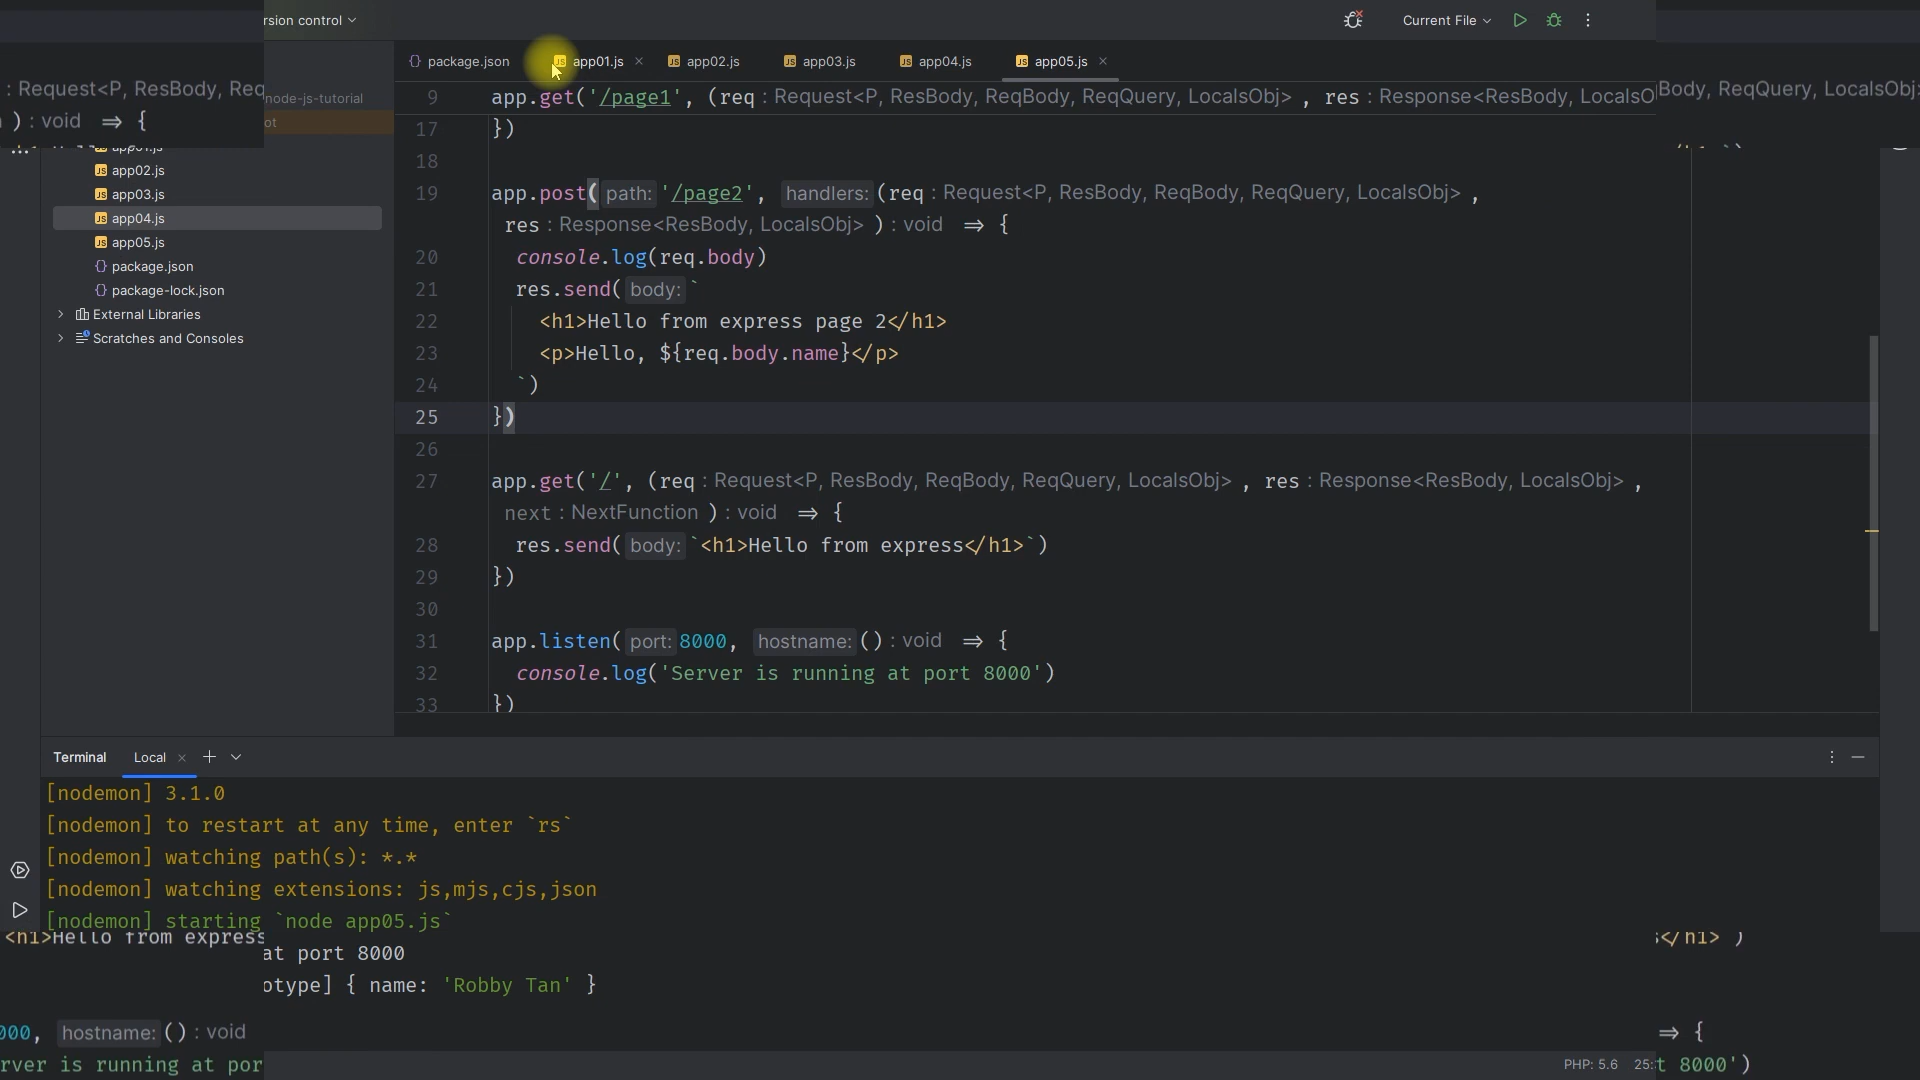 rsion control
Current File
package.json
app01.js
app02.js
app03.js
app04.js
app05.js
: Request<P, ResBody, Req
) : void ⇒ {
node-js-tutorial
ot
app01.js
app02.js
app03.js
app04.js
app05.js
package.json
package-lock.json
External Libraries
Scratches and Consoles
9 app.get('/page1', (req : Request<P, ResBody, ReqBody, ReqQuery, LocalsObj> , res : Response<ResBody, LocalsO
Body, ReqQuery, LocalsObj>
17 })
18
19 app.post( path: '/page2', handlers: (req : Request<P, ResBody, ReqBody, ReqQuery, LocalsObj> ,
res : Response<ResBody, LocalsObj> ) : void ⇒ {
20 console.log(req.body)
21 res.send( body: `
22 <h1>Hello from express page 2</h1>
23 <p>Hello, ${req.body.name}</p>
24 `)
25 })
26
27 app.get('/', (req : Request<P, ResBody, ReqBody, ReqQuery, LocalsObj> , res : Response<ResBody, LocalsObj> ,
next : NextFunction ) : void ⇒ {
28 res.send( body: `<h1>Hello from express</h1>`)
29 })
30
31 app.listen( port: 8000, hostname: () : void ⇒ {
32 console.log('Server is running at port 8000')
33 })
Terminal
Local
[nodemon] 3.1.0
[nodemon] to restart at any time, enter `rs`
[nodemon] watching path(s): *.*
[nodemon] watching extensions: js,mjs,cjs,json
[nodemon] starting `node app05.js`
<h1>Hello from express
</h1> )
at port 8000
otype] { name: 'Robby Tan' }
000, hostname: () : void
⇒ {
rver is running at por
PHP: 5.6
25:
t 8000')